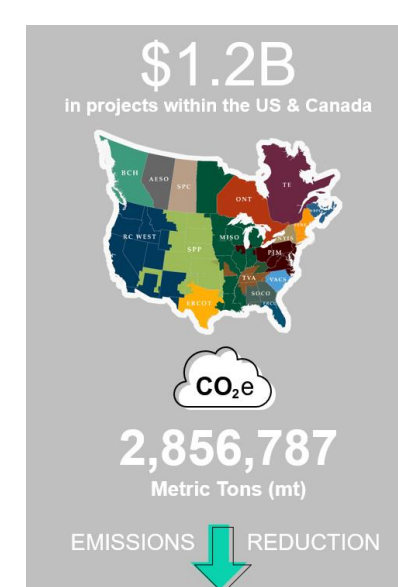 $1.2B
in projects within the US & Canada
BCH
AESO
SPC
ONT
TE
RC WEST
SPP
MISO
PJM
TVA
VACS
SOCO
ERCOT
CO₂e
2,856,787
Metric Tons (mt)
EMISSIONS REDUCTION